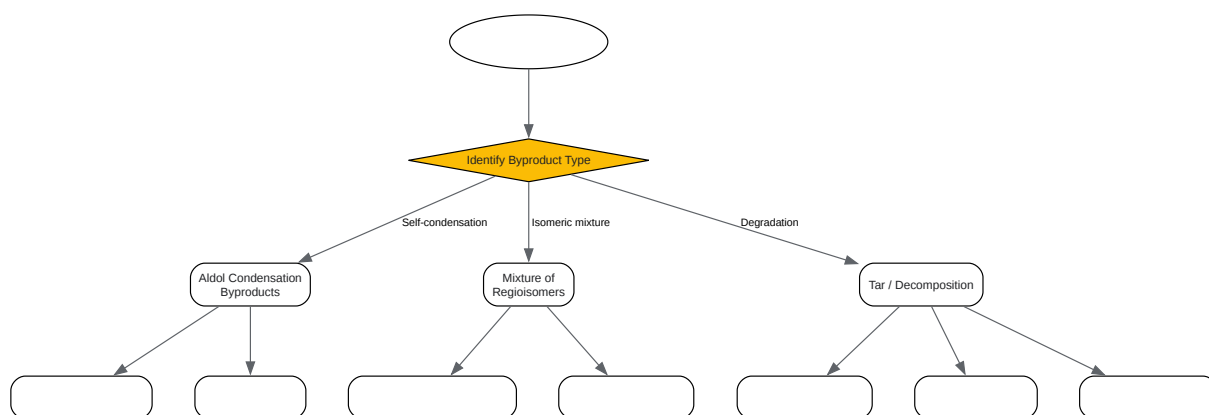 Identify Byproduct Type
Self-condensation
Isomeric mixture
Degradation
Aldol Condensation
Byproducts
Mixture of
Regioisomers
Tar / Decomposition